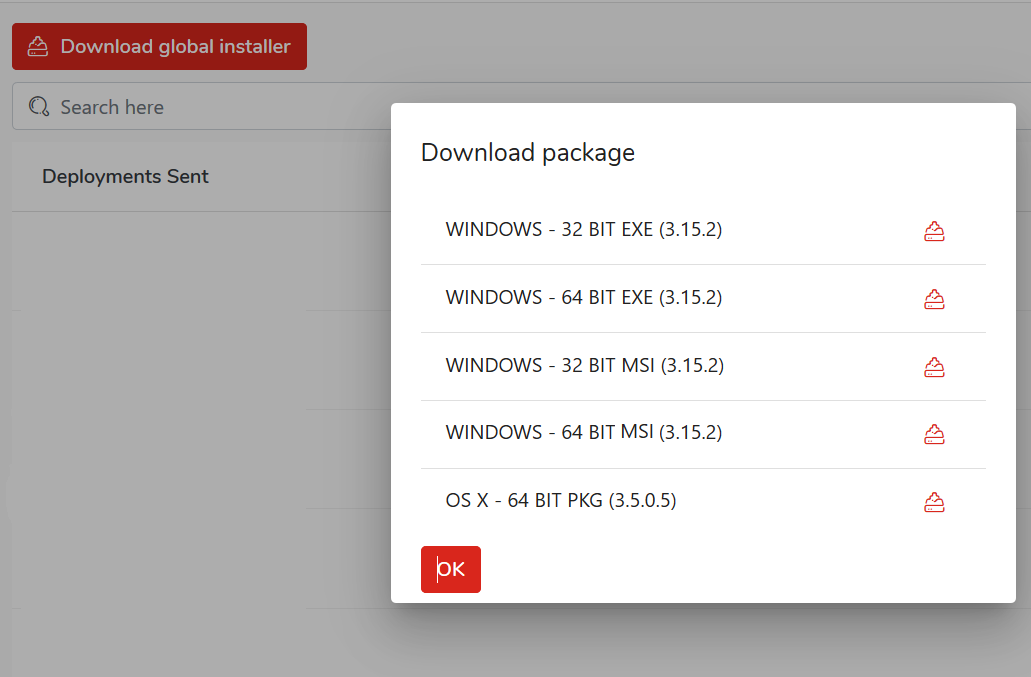 Download global installer
Search here
Deployments Sent
Download package
WINDOWS - 32 BIT EXE (3.15.2)
WINDOWS - 64 BIT EXE (3.15.2)
WINDOWS - 32 BIT MSI (3.15.2)
WINDOWS - 64 BIT MSI (3.15.2)
OS X - 64 BIT PKG (3.5.0.5)
OK